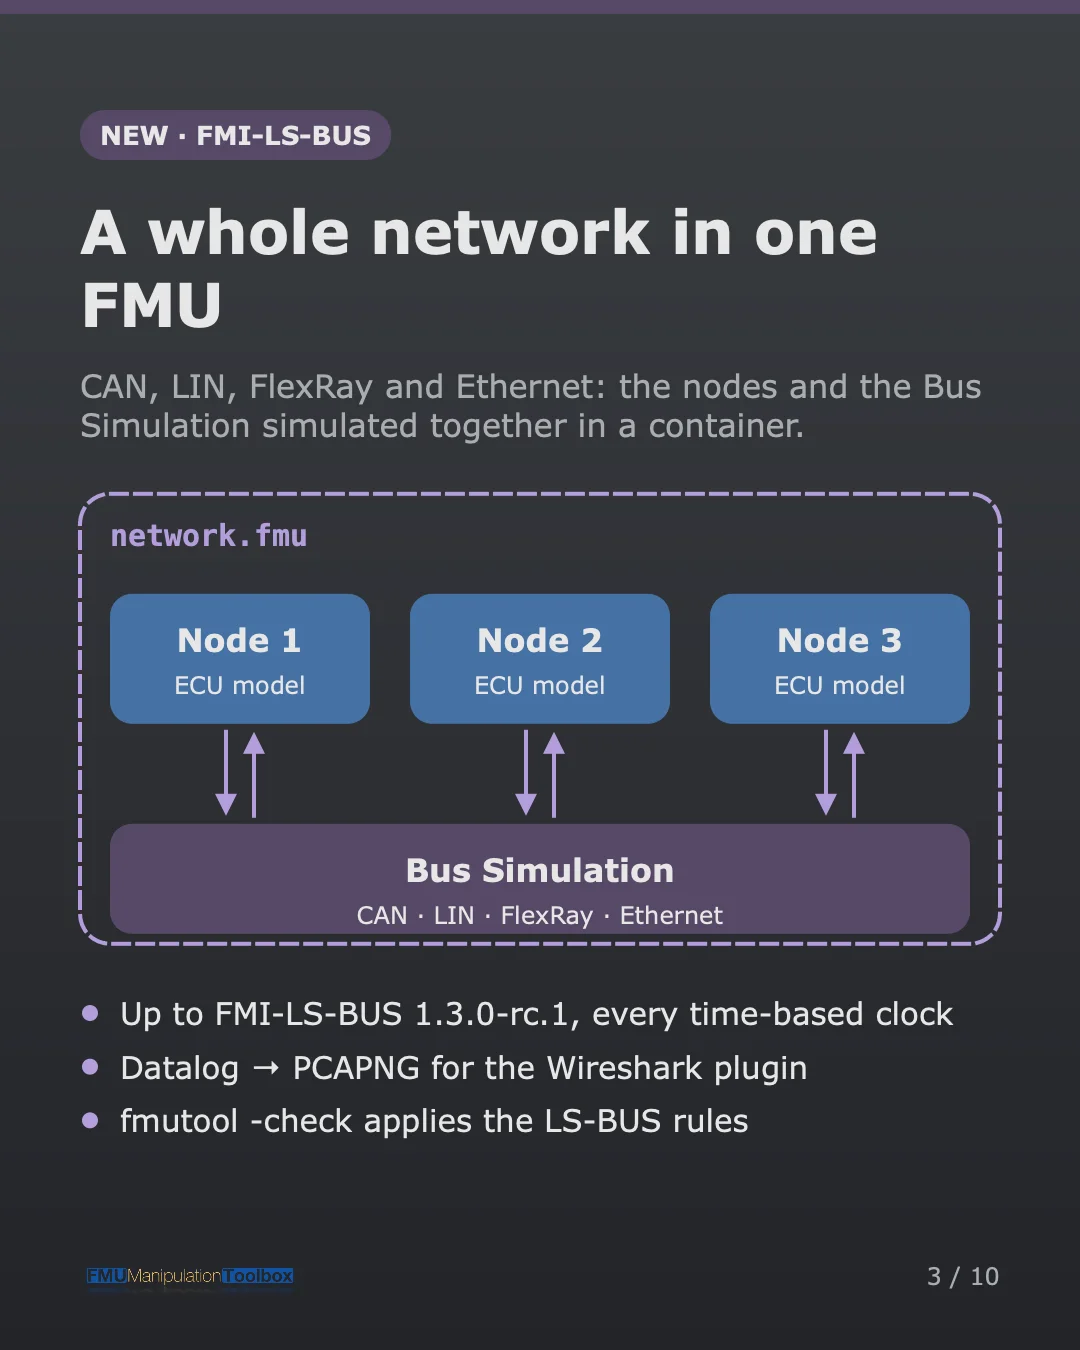 NEW · FMI-LS-BUS
A whole network in one
FMU
CAN, LIN, FlexRay and Ethernet: the nodes and the Bus
Simulation simulated together in a container.
network.fmu
Node 1
ECU model
Node 2
ECU model
Node 3
ECU model
Bus Simulation
CAN · LIN · FlexRay · Ethernet
Up to FMI-LS-BUS 1.3.0-rc.1, every time-based clock
Datalog → PCAPNG for the Wireshark plugin
fmutool -check applies the LS-BUS rules
FMUManipulationToolbox
3 / 10